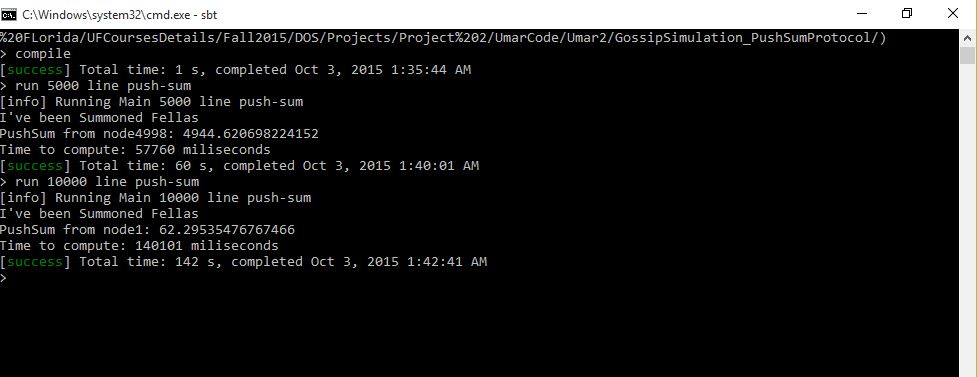 C:\Windows\system32\cmd.exe - sbt
%20FLorida/UFCoursesDetails/Fall2015/DOS/Projects/Project%202/UmarCode/Umar2/GossipSimulation_PushSumProtocol/)
> compile
[success] Total time: 1 s, completed Oct 3, 2015 1:35:44 AM
> run 5000 line push-sum
[info] Running Main 5000 line push-sum
I've been Summoned Fellas
PushSum from node4998: 4944.620698224152
Time to compute: 57760 miliseconds
[success] Total time: 60 s, completed Oct 3, 2015 1:40:01 AM
> run 10000 line push-sum
[info] Running Main 10000 line push-sum
I've been Summoned Fellas
PushSum from node1: 62.29535476767466
Time to compute: 140101 miliseconds
[success] Total time: 142 s, completed Oct 3, 2015 1:42:41 AM
>